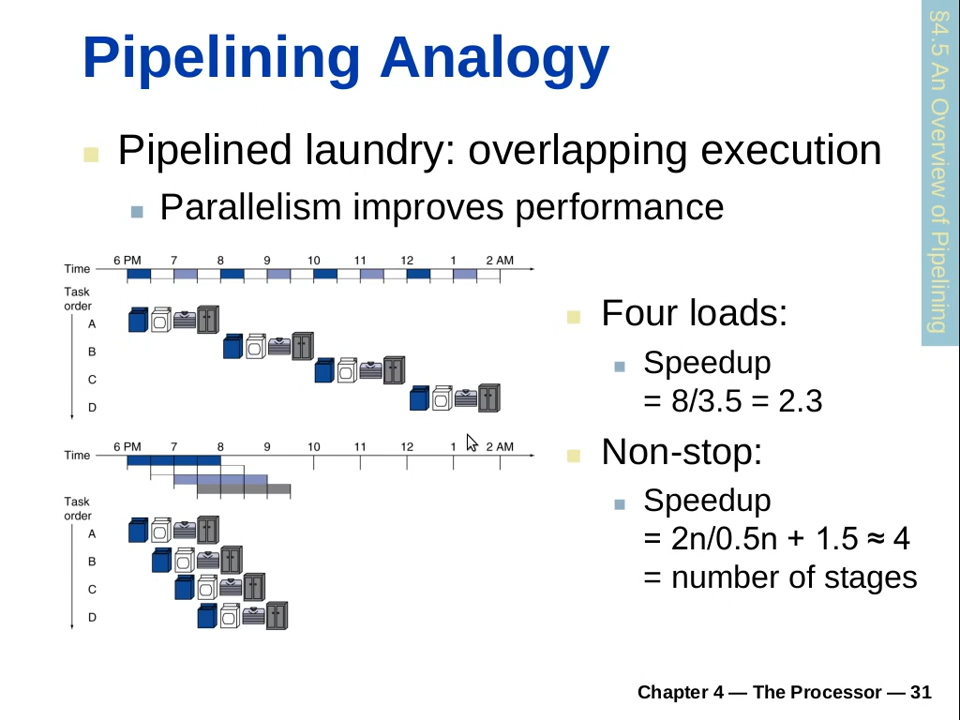 Pipelining Analogy
§4.5 An Overview of Pipelining
Pipelined laundry: overlapping execution
Parallelism improves performance
6 PM 7 8 9 10 11 12 1 2 AM
Time
Task
order
A
B
C
D
6 PM 7 8 9 10 11 12 1 2 AM
Time
Task
order
A
B
C
D
Four loads:
Speedup
= 8/3.5 = 2.3
Non-stop:
Speedup
= 2n/0.5n + 1.5 ≈ 4
= number of stages
Chapter 4 — The Processor — 31